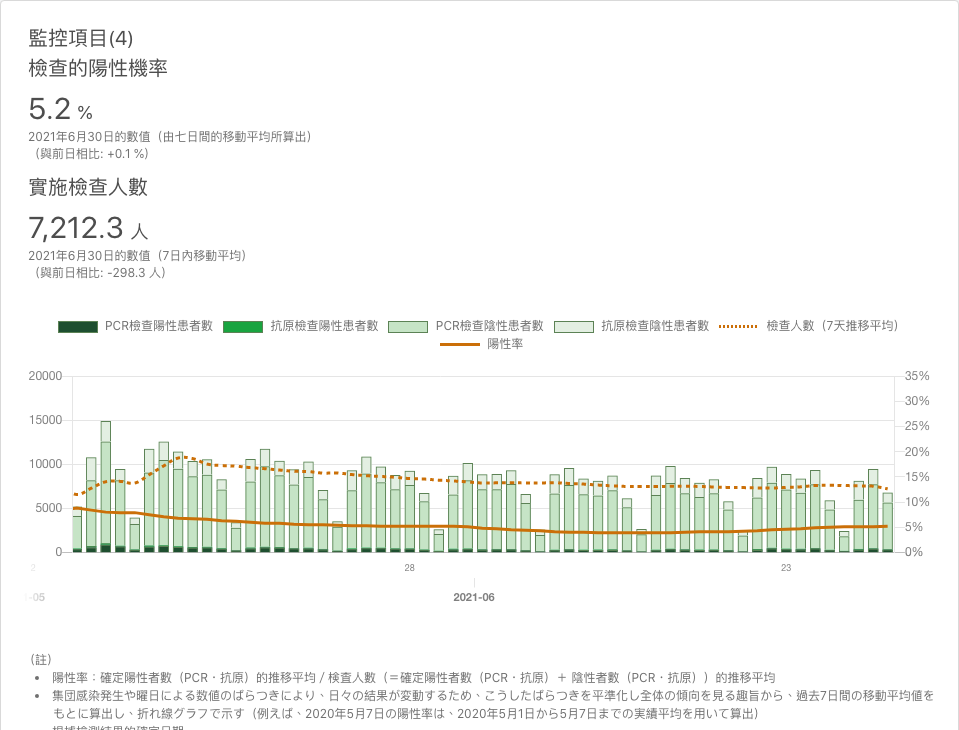 監控項目(4)
檢查的陽性機率
5.2 %
2021年6月30日的數值（由七日間的移動平均所算出）
（與前日相比: +0.1 %）
實施檢查人數
7,212.3 人
2021年6月30日的數值（7日內移動平均）
（與前日相比: -298.3 人）
PCR檢查陽性患者數 抗原檢查陽性患者數 PCR檢查陰性患者數 抗原檢查陰性患者數 檢查人數（7天推移平均）
陽性率
20000 35%
30%
15000 25%
20%
10000 15%
10%
5000 5%
0 0%
2 28 23
-05 2021-06
（註）
• 陽性率：確定陽性者數（PCR・抗原）的推移平均 / 検査人數（＝確定陽性者數（PCR・抗原）＋ 陰性者數（PCR・抗原））的推移平均
• 集団感染発生や曜日による数値のばらつきにより、日々の結果が変動するため、こうしたばらつきを平準化し全体の傾向を見る趣旨から、過去7日間の移動平均値を
もとに算出し、折れ線グラフで示す（例えば、2020年5月7日の陽性率は、2020年5月1日から5月7日までの実績平均を用いて算出）